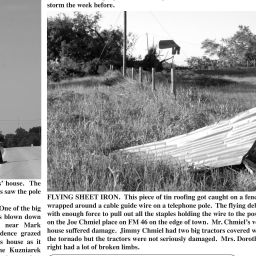 storm the week before.
s' house. The
s saw the pole
One of the big
s blown down
near Mark
dence grazed
s house as it
ne Kuzniarek
FLYING SHEET IRON. This piece of tin roofing got caught on a fenc
wrapped around a cable guide wire on a telephone pole. The flying deb
with enough force to pull out all the staples holding the wire to the po
on the Joe Chmiel place on FM 46 on the edge of town. Mr. Chmiel's v
house suffered damage. Jimmy Chmiel had two big tractors covered w
the tornado but the tractors were not seriously damaged. Mrs. Doroth
right had a lot of broken limbs.